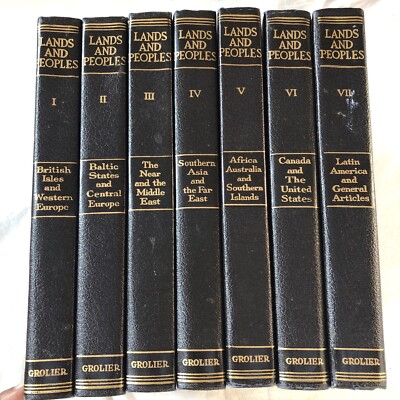 LANDS
AND
PEOPLES
I
British
Isles
and
Western
Europe
GROLIER
LANDS
AND
PEOPLES
II
Baltic
States
and
Central
Europe
GROLIER
LANDS
AND
PEOPLES
III
The
Near
and the
Middle
East
GROLIER
LANDS
AND
PEOPLES
IV
Southern
Asia
and the
Far
East
GROLIER
LANDS
AND
PEOPLES
V
Africa
Australia
and
Southern
Islands
GROLIER
LANDS
AND
PEOPLES
VI
Canada
and
The
United
States
GROLIER
LANDS
AND
PEOPLES
VII
Latin
America
and
General
Articles
GROLIER